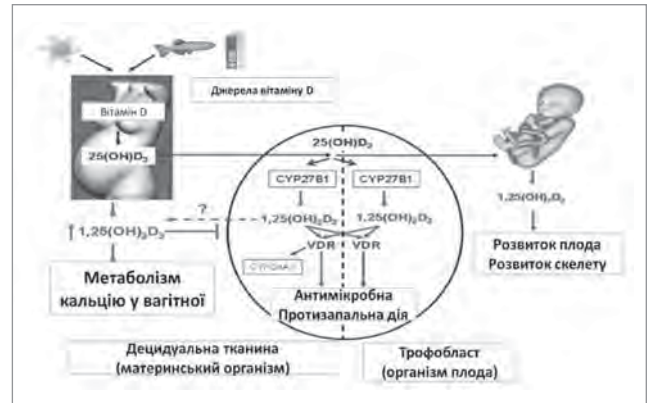 Джерела вітаміну D
Вітамін D
25(OH)D₃
25(OH)D₃
CYP27B1
CYP27B1
?
1,25(OH)₂D₃
1,25(OH)₂D₃
1,25(OH)₂D₃
1,25(OH)₂D₃
VDR
VDR
Метаболізм
кальцію у вагітної
Антимікробна
Протизапальна дія
Розвиток плода
Розвиток скелету
Децидуальна тканина
(материнський організм)
Трофобласт
(організм плода)